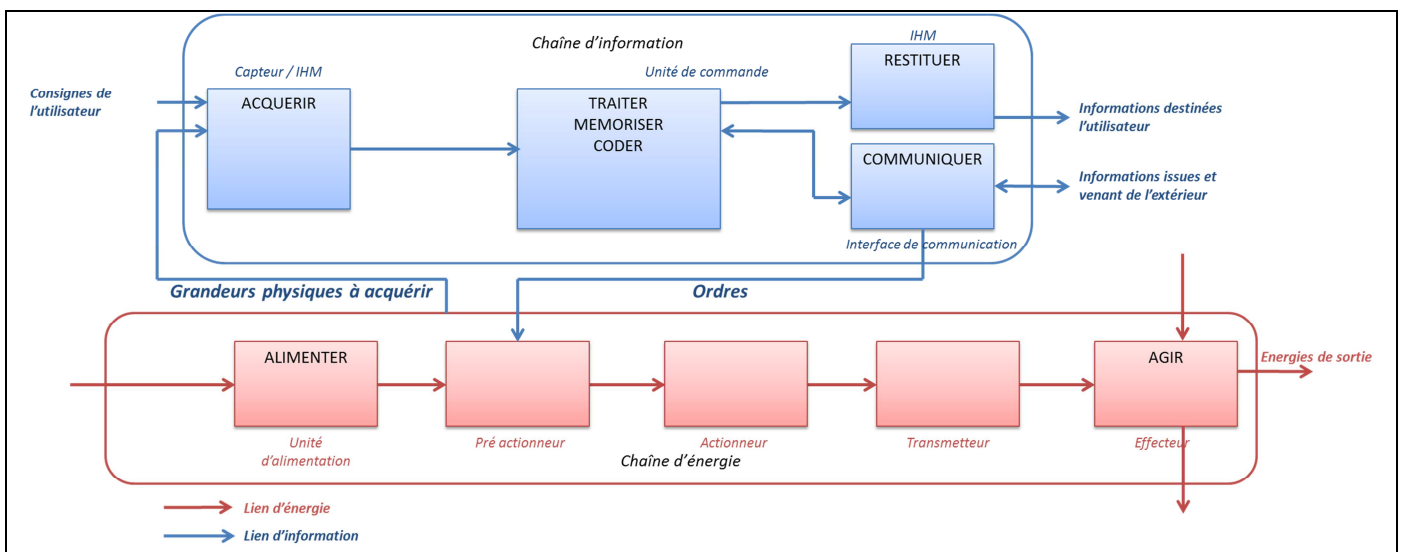 Chaîne d'information
IHM
Capteur / IHM
Unité de commande
Consignes de
l'utilisateur
ACQUERIR
TRAITER
MEMORISER
CODER
RESTITUER
Informations destinées
l'utilisateur
COMMUNIQUER
Informations issues et
venant de l'extérieur
Interface de communication
Grandeurs physiques à acquérir
Ordres
ALIMENTER
AGIR
Energies de sortie
Unité
d'alimentation
Pré actionneur
Actionneur
Transmetteur
Effecteur
Chaîne d'énergie
Lien d'énergie
Lien d'information